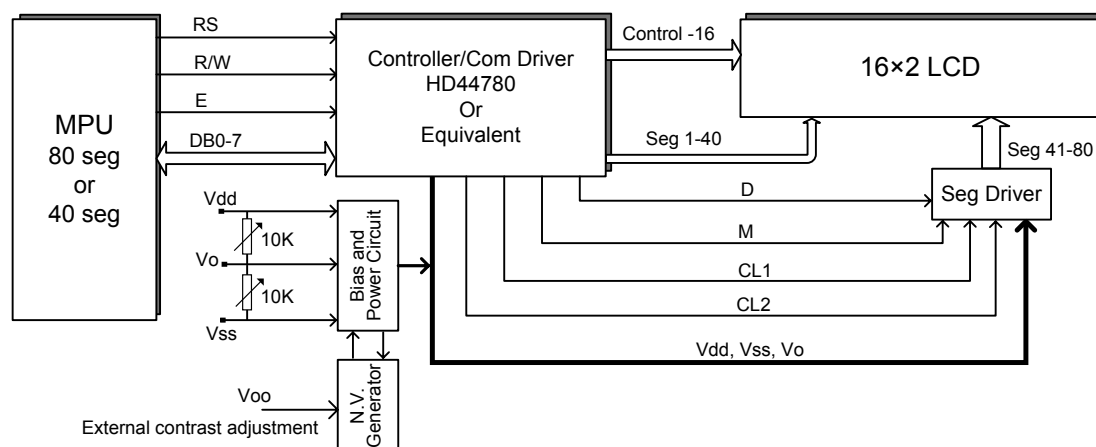 MPU
80 seg
or
40 seg
RS
R/W
E
DB0-7
Controller/Com Driver
HD44780
Or
Equivalent
Control -16
Seg 1-40
16×2 LCD
Seg 41-80
Seg Driver
D
M
CL1
CL2
Vdd, Vss, Vo
Vdd
10K
Vo
10K
Vss
Bias and
Power Circuit
N.V.
Generator
Voo
External contrast adjustment